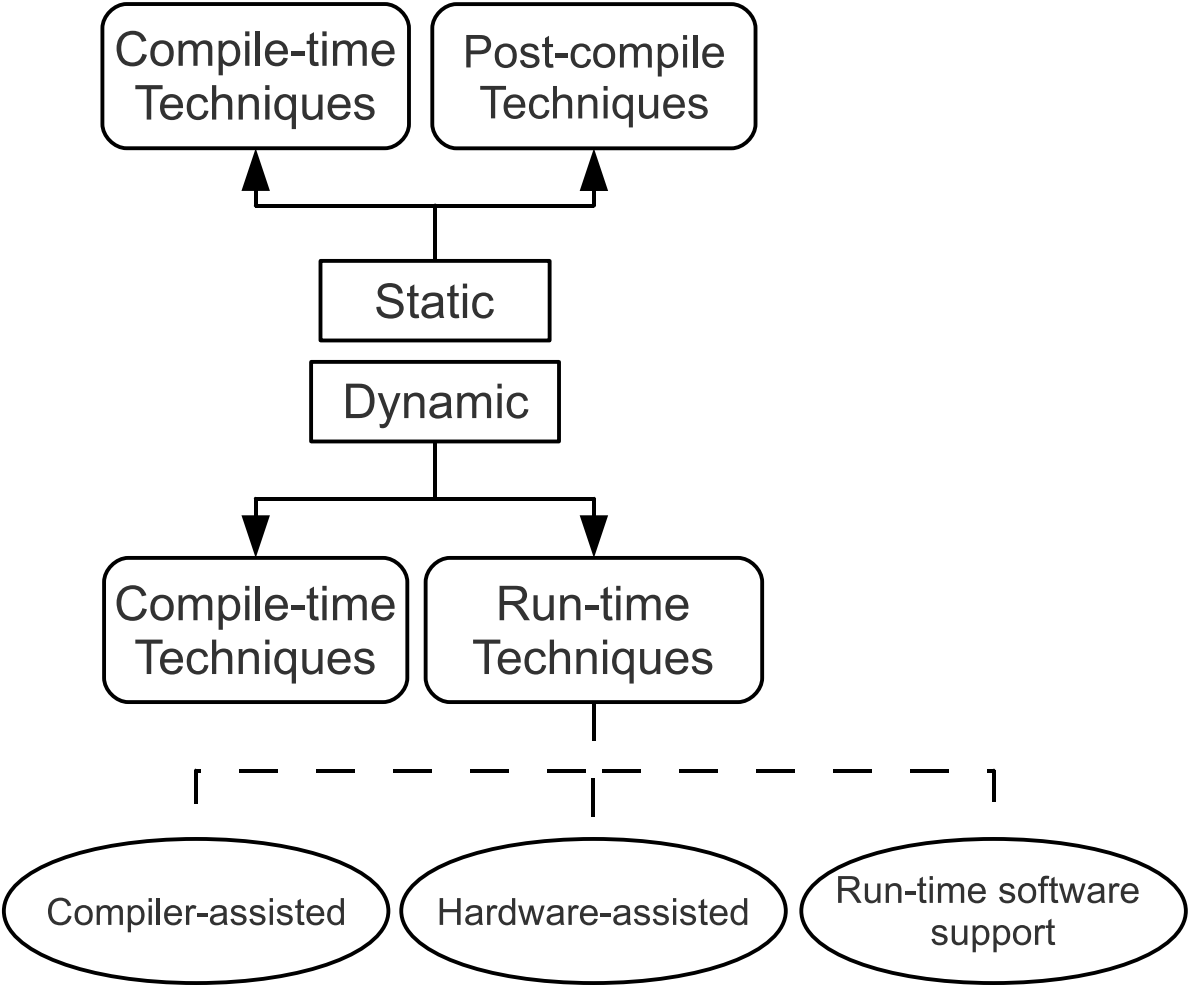 Compile-time
Techniques
Post-compile
Techniques
Static
Dynamic
Compile-time
Techniques
Run-time
Techniques
Compiler-assisted
Hardware-assisted
Run-time software
support